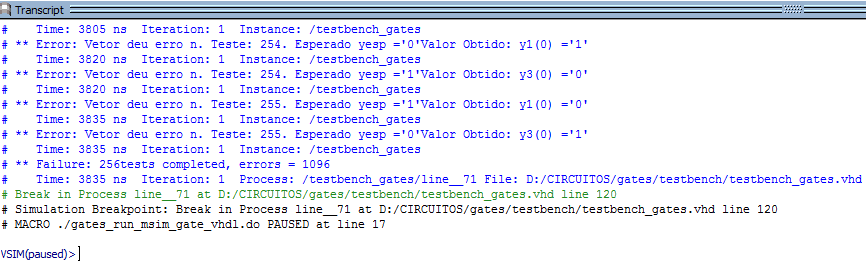 Transcript
#    Time: 3805 ns  Iteration: 1  Instance: /testbench_gates
# ** Error: Vetor deu erro n. Teste: 254. Esperado yesp ='0'Valor Obtido: y1(0) ='1'
#    Time: 3820 ns  Iteration: 1  Instance: /testbench_gates
# ** Error: Vetor deu erro n. Teste: 254. Esperado yesp ='0'Valor Obtido: y3(0) ='1'
#    Time: 3820 ns  Iteration: 1  Instance: /testbench_gates
# ** Error: Vetor deu erro n. Teste: 255. Esperado yesp ='1'Valor Obtido: y1(0) ='0'
#    Time: 3835 ns  Iteration: 1  Instance: /testbench_gates
# ** Error: Vetor deu erro n. Teste: 255. Esperado yesp ='0'Valor Obtido: y3(0) ='1'
#    Time: 3835 ns  Iteration: 1  Instance: /testbench_gates
# ** Failure: 256tests completed, errors = 1096
#    Time: 3835 ns  Iteration: 1  Process: /testbench_gates/line__71 File: D:/CIRCUITOS/gates/testbench/testbench_gates.vhd
# Break in Process line__71 at D:/CIRCUITOS/gates/testbench/testbench_gates.vhd line 120
# Simulation Breakpoint: Break in Process line__71 at D:/CIRCUITOS/gates/testbench/testbench_gates.vhd line 120
# MACRO ./gates_run_msim_gate_vhdl.do PAUSED at line 17
VSIM(paused)>